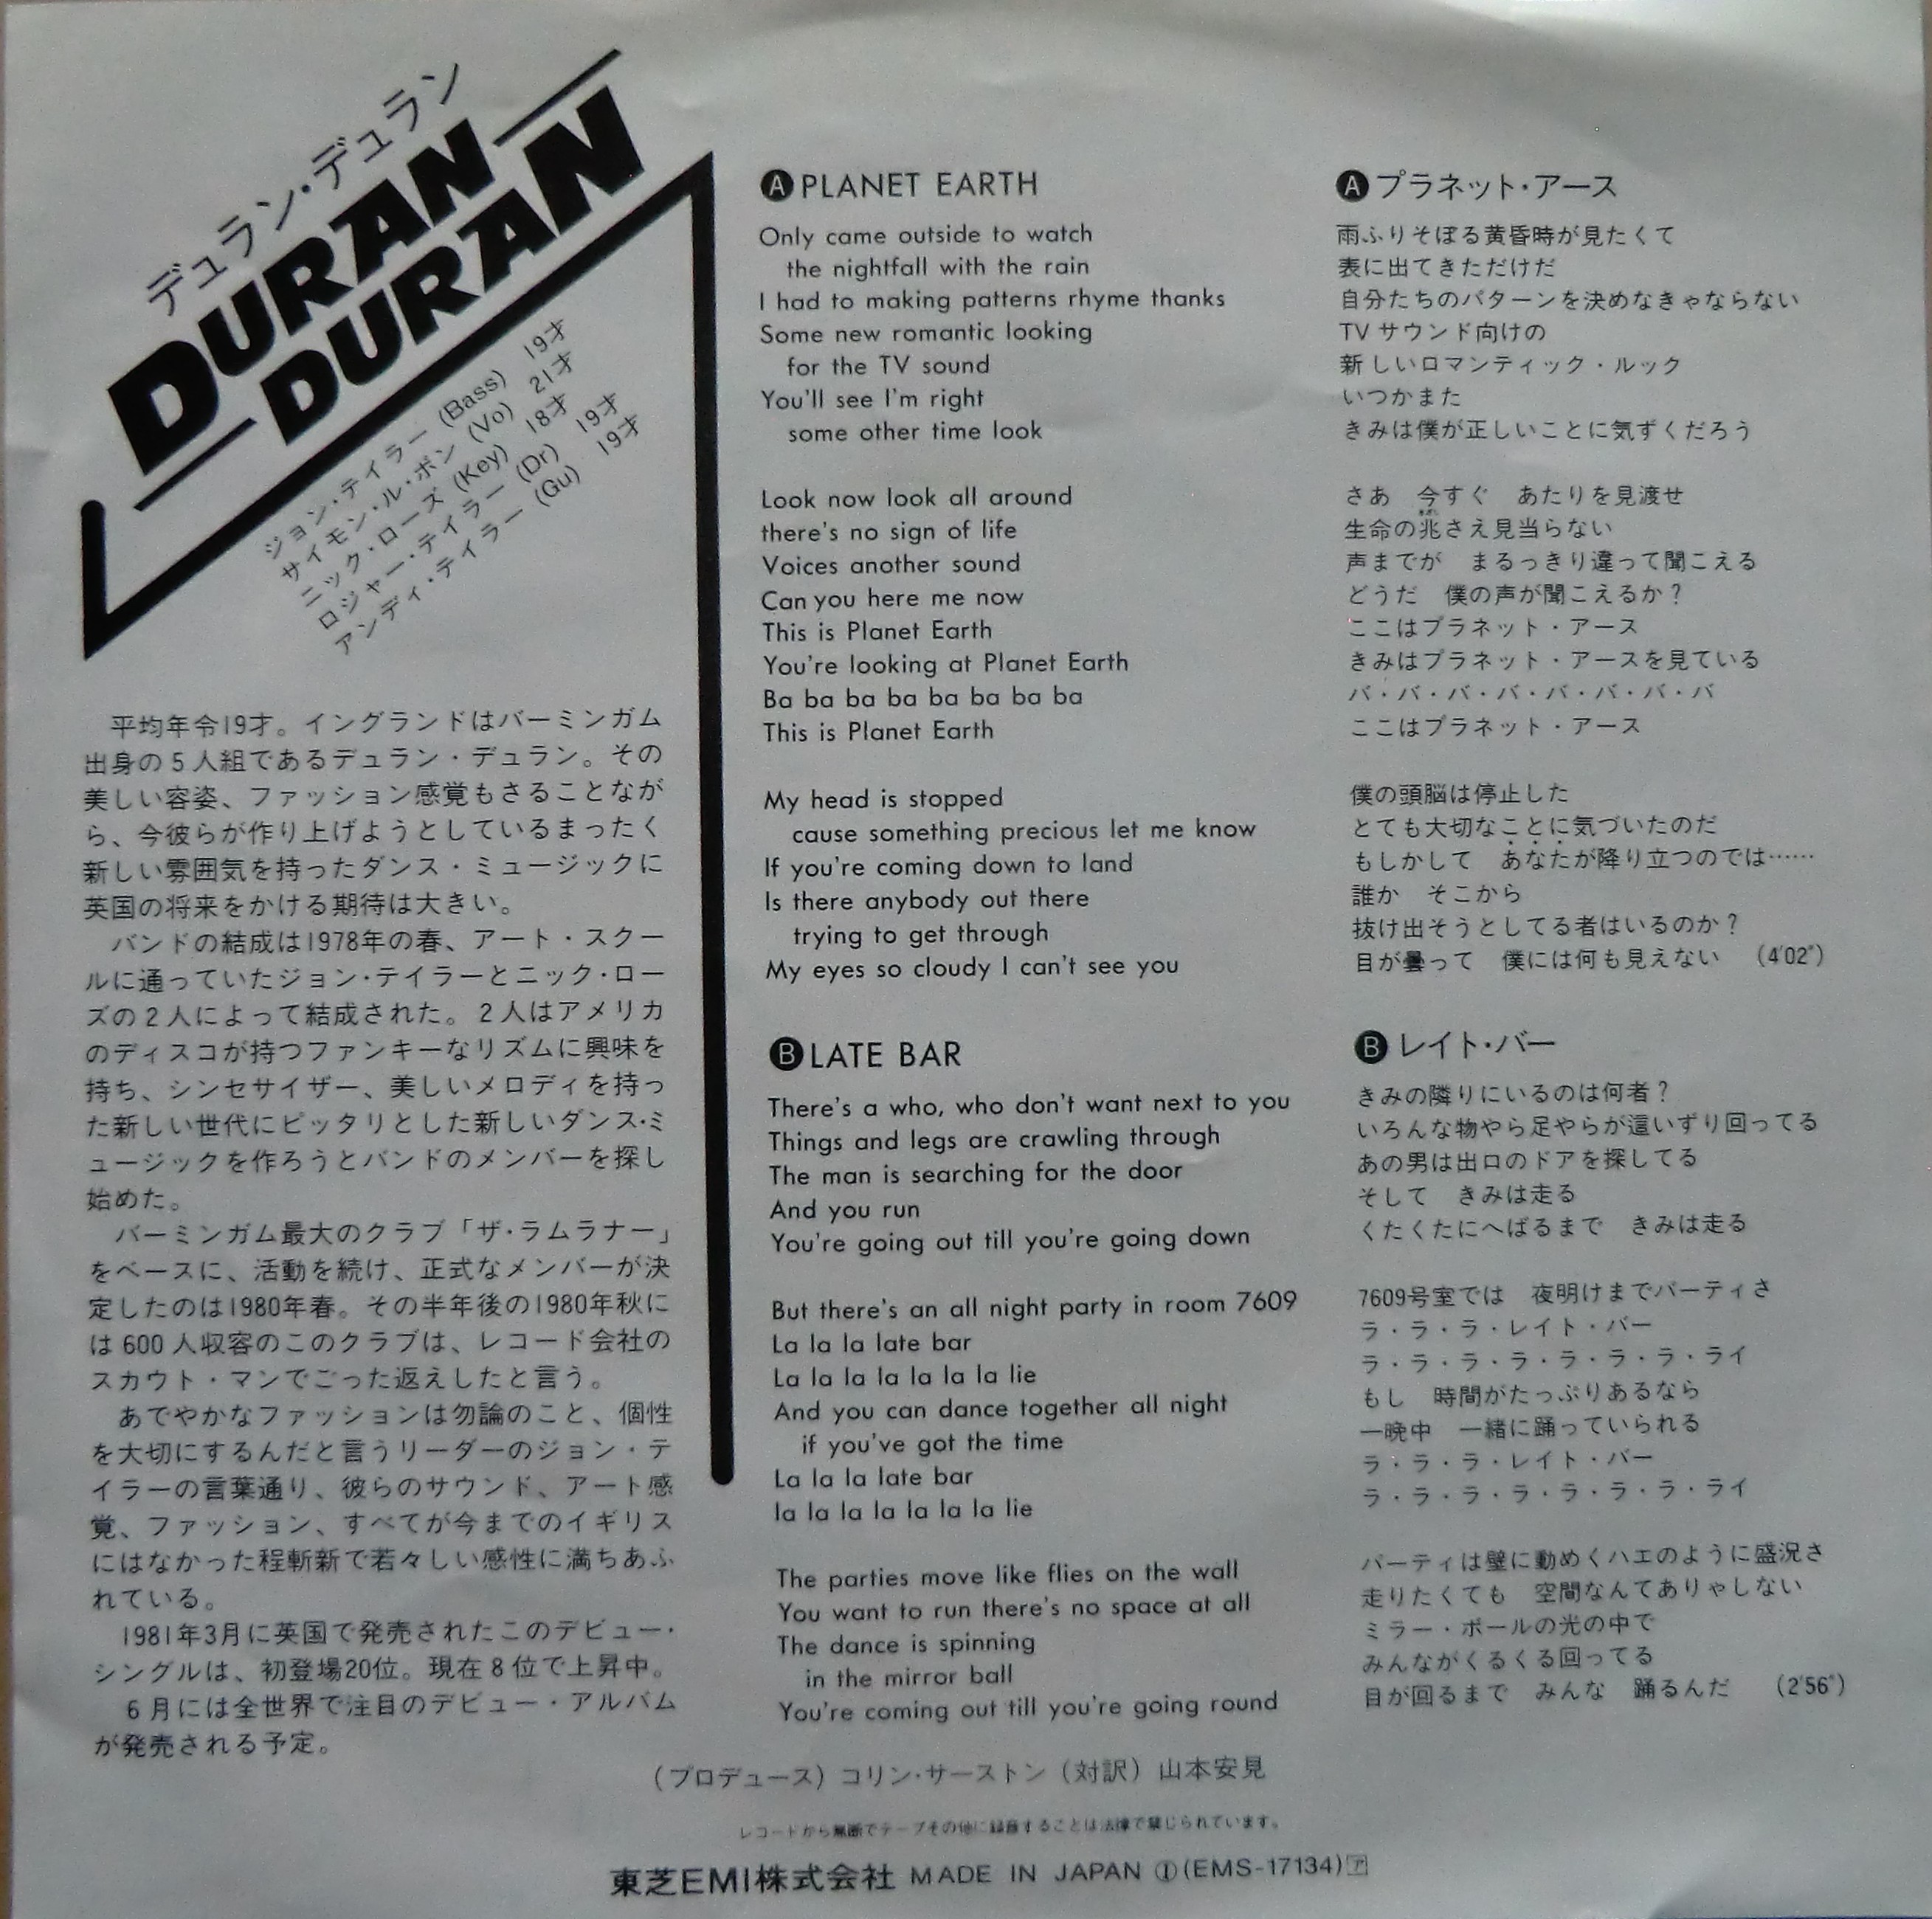 デュラン・デュラン
DURAN
DURAN
ジョン・テイラー (Bass) 19才
サイモン・ル・ボン (Vo) 21才
ニック・ローズ (Key) 18才
ロジャー・テイラー (Dr) 19才
アンディ・テイラー (Gu) 19才
平均年令19才。イングランドはバーミンガム
出身の5人組であるデュラン・デュラン。その
美しい容姿、ファッション感覚もさることなが
ら、今彼らが作り上げようとしているまったく
新しい雰囲気を持ったダンス・ミュージックに
英国の将来をかける期待は大きい。
バンドの結成は1978年の春、アート・スクー
ルに通っていたジョン・テイラーとニック・ロー
ズの2人によって結成された。2人はアメリカ
のディスコが持つファンキーなリズムに興味を
持ち、シンセサイザー、美しいメロディを持っ
た新しい世代にピッタリとした新しいダンス・ミ
ュージックを作ろうとバンドのメンバーを探し
始めた。
バーミンガム最大のクラブ「ザ・ラムラナー」
をベースに、活動を続け、正式なメンバーが決
定したのは1980年春。その半年後の1980年秋に
は600人収容のこのクラブは、レコード会社の
スカウト・マンでごった返えしたと言う。
あでやかなファッションは勿論のこと、個性
を大切にするんだと言うリーダーのジョン・テ
イラーの言葉通り、彼らのサウンド、アート感
覚、ファッション、すべてが今までのイギリス
にはなかった程斬新で若々しい感性に満ちあふ
れている。
1981年3月に英国で発売されたこのデビュー・
シングルは、初登場20位。現在8位で上昇中。
6月には全世界で注目のデビュー・アルバム
が発売される予定。
A PLANET EARTH
Only came outside to watch
the nightfall with the rain
I had to making patterns rhyme thanks
Some new romantic looking
for the TV sound
You'll see I'm right
some other time look
Look now look all around
there's no sign of life
Voices another sound
Can you here me now
This is Planet Earth
You're looking at Planet Earth
Ba ba ba ba ba ba ba ba
This is Planet Earth
My head is stopped
cause something precious let me know
If you're coming down to land
Is there anybody out there
trying to get through
My eyes so cloudy I can't see you
B LATE BAR
There's a who, who don't want next to you
Things and legs are crawling through
The man is searching for the door
And you run
You're going out till you're going down
But there's an all night party in room 7609
La la la late bar
La la la la la la la lie
And you can dance together all night
if you've got the time
La la la late bar
la la la la la la la lie
The parties move like flies on the wall
You want to run there's no space at all
The dance is spinning
in the mirror ball
You're coming out till you're going round
A プラネット・アース
雨ふりそぼる黄昏時が見たくて
表に出てきただけだ
自分たちのパターンを決めなきゃならない
TVサウンド向けの
新しいロマンティック・ルック
いつかまた
きみは僕が正しいことに気ずくだろう
さあ 今すぐ あたりを見渡せ
生命の兆さえ見当らない
声までが まるっきり違って聞こえる
どうだ 僕の声が聞こえるか?
ここはプラネット・アース
きみはプラネット・アースを見ている
バ・バ・バ・バ・バ・バ・バ・バ
ここはプラネット・アース
僕の頭脳は停止した
とても大切なことに気づいたのだ
もしかして あなたが降り立つのでは……
誰か そこから
抜け出そうとしてる者はいるのか?
目が曇って 僕には何も見えない (4'02")
B レイト・バー
きみの隣りにいるのは何者?
いろんな物やら足やらが這いずり回ってる
あの男は出口のドアを探してる
そして きみは走る
くたくたにへばるまで きみは走る
7609号室では 夜明けまでパーティさ
ラ・ラ・ラ・レイト・バー
ラ・ラ・ラ・ラ・ラ・ラ・ラ・ライ
もし 時間がたっぷりあるなら
一晩中 一緒に踊っていられる
ラ・ラ・ラ・レイト・バー
ラ・ラ・ラ・ラ・ラ・ラ・ラ・ライ
パーティは壁に動めくハエのように盛況さ
走りたくても 空間なんてありゃしない
ミラー・ボールの光の中で
みんながくるくる回ってる
目が回るまで みんな 踊るんだ (2'56")
(プロデュース) コリン・サーストン (対訳) 山本安見
レコードから無断でテープその他に録音することは法律で禁じられています。
東芝EMI株式会社 MADE IN JAPAN Ⓘ(EMS-17134)ア